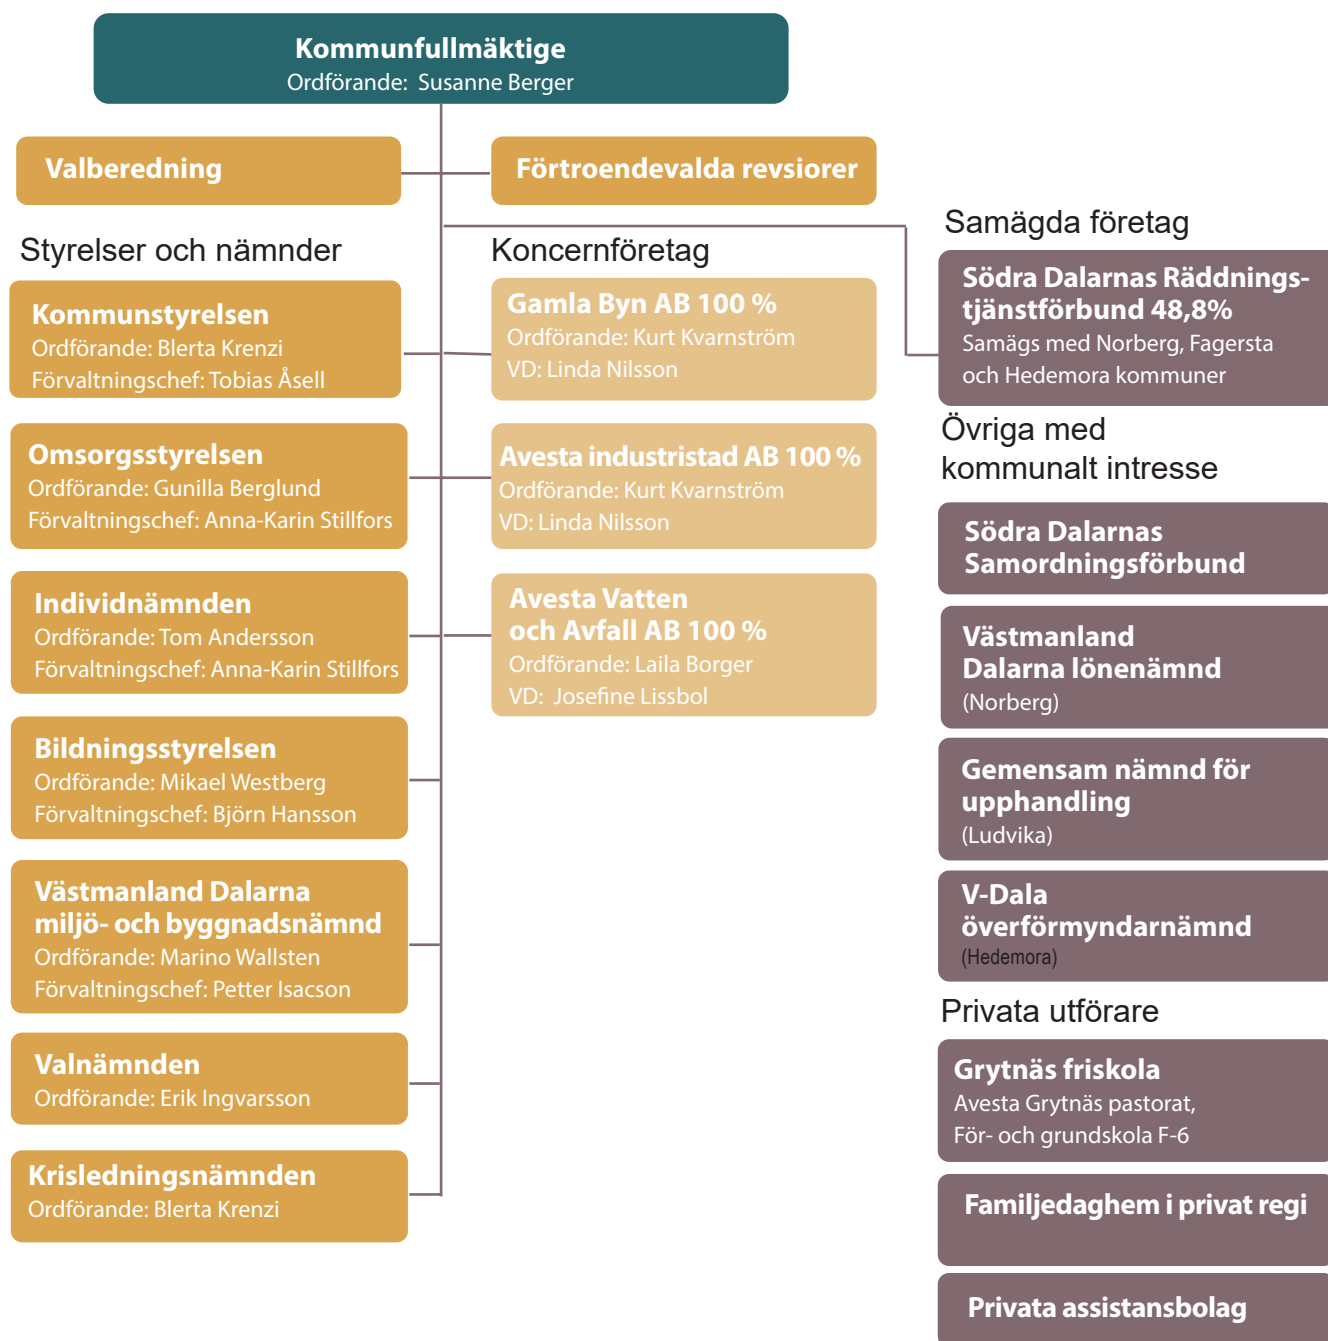 Kommunfullmäktige
Ordförande: Susanne Berger
Valberedning
Förtroendevalda revsiorer
Styrelser och nämnder
Kommunstyrelsen
Ordförande: Blerta Krenzi
Förvaltningschef: Tobias Åsell
Omsorgsstyrelsen
Ordförande: Gunilla Berglund
Förvaltningschef: Anna-Karin Stillfors
Individnämnden
Ordförande: Tom Andersson
Förvaltningschef: Anna-Karin Stillfors
Bildningsstyrelsen
Ordförande: Mikael Westberg
Förvaltningschef: Björn Hansson
Västmanland Dalarna
miljö- och byggnadsnämnd
Ordförande: Marino Wallsten
Förvaltningschef: Petter Isacson
Valnämnden
Ordförande: Erik Ingvarsson
Krisledningsnämnden
Ordförande: Blerta Krenzi
Koncernföretag
Gamla Byn AB 100 %
Ordförande: Kurt Kvarnström
VD: Linda Nilsson
Avesta industristad AB 100 %
Ordförande: Kurt Kvarnström
VD: Linda Nilsson
Avesta Vatten
och Avfall AB 100 %
Ordförande: Laila Borger
VD: Josefine Lissbol
Samägda företag
Södra Dalarnas Räddnings-
tjänstförbund 48,8%
Samägs med Norberg, Fagersta
och Hedemora kommuner
Övriga med
kommunalt intresse
Södra Dalarnas
Samordningsförbund
Västmanland
Dalarna lönenämnd
(Norberg)
Gemensam nämnd för
upphandling
(Ludvika)
V-Dala
överförmyndarnämnd
(Hedemora)
Privata utförare
Grytnäs friskola
Avesta Grytnäs pastorat,
För- och grundskola F-6
Familjedaghem i privat regi
Privata assistansbolag